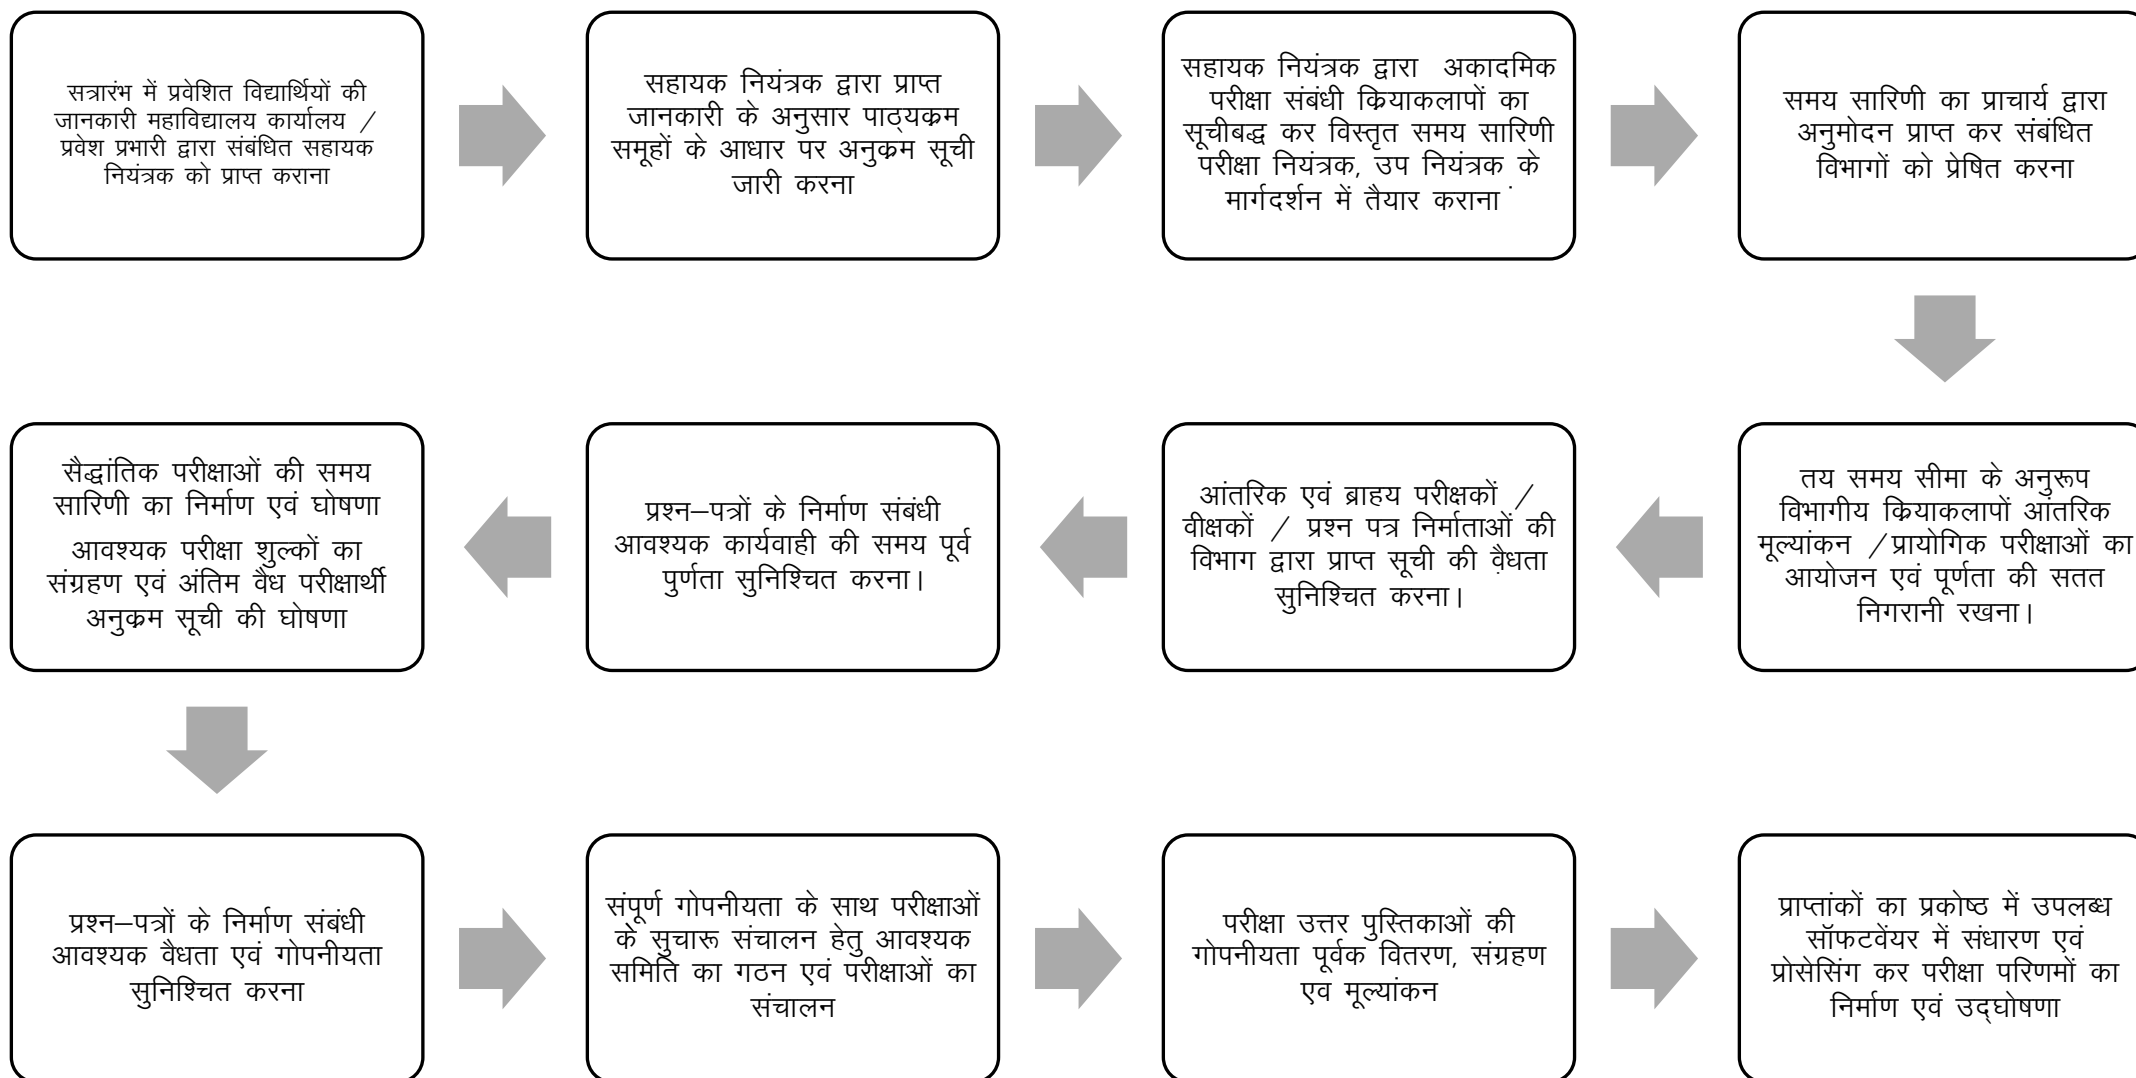 सत्रारंभ में प्रवेशित विद्यार्थियों की
जानकारी महाविद्यालय कार्यालय /
प्रवेश प्रभारी द्वारा संबंधित सहायक
नियंत्रक को प्राप्त कराना
सहायक नियंत्रक द्वारा प्राप्त
जानकारी के अनुसार पाठ्यक्रम
समूहों के आधार पर अनुक्रम सूची
जारी करना
सहायक नियंत्रक द्वारा अकादमिक
परीक्षा संबंधी क्रियाकलापों का
सूचीबद्ध कर विस्तृत समय सारिणी
परीक्षा नियंत्रक, उप नियंत्रक के
मार्गदर्शन में तैयार कराना
समय सारिणी का प्राचार्य द्वारा
अनुमोदन प्राप्त कर संबंधित
विभागों को प्रेषित करना
तय समय सीमा के अनुरूप
विभागीय क्रियाकलापों आंतरिक
मूल्यांकन /प्रायोगिक परीक्षाओं का
आयोजन एवं पूर्णता की सतत
निगरानी रखना।
आंतरिक एवं ब्राहय परीक्षकों /
वीक्षकों / प्रश्न पत्र निर्माताओं की
विभाग द्वारा प्राप्त सूची की वै़धता
सुनिश्चित करना।
प्रश्न–पत्रों के निर्माण संबंधी
आवश्यक कार्यवाही की समय पूर्व
पुर्णता सुनिश्चित करना।
सैद्धांतिक परीक्षाओं की समय
सारिणी का निर्माण एवं घोषणा
आवश्यक परीक्षा शुल्कों का
संग्रहण एवं अंतिम वैध परीक्षार्थी
अनुक्रम सूची की घोषणा
प्रश्न–पत्रों के निर्माण संबंधी
आवश्यक वैधता एवं गोपनीयता
सुनिश्चित करना
संपूर्ण गोपनीयता के साथ परीक्षाओं
के सुचारू संचालन हेतु आवश्यक
समिति का गठन एवं परीक्षाओं का
संचालन
परीक्षा उत्तर पुस्तिकाओं की
गोपनीयता पूर्वक वितरण, संग्रहण
एव मूल्यांकन
प्राप्तांकों का प्रकोष्ठ में उपलब्ध
सॉफटवेंयर में संधारण एवं
प्रोसेसिंग कर परीक्षा परिणमों का
निर्माण एवं उद्घोषणा